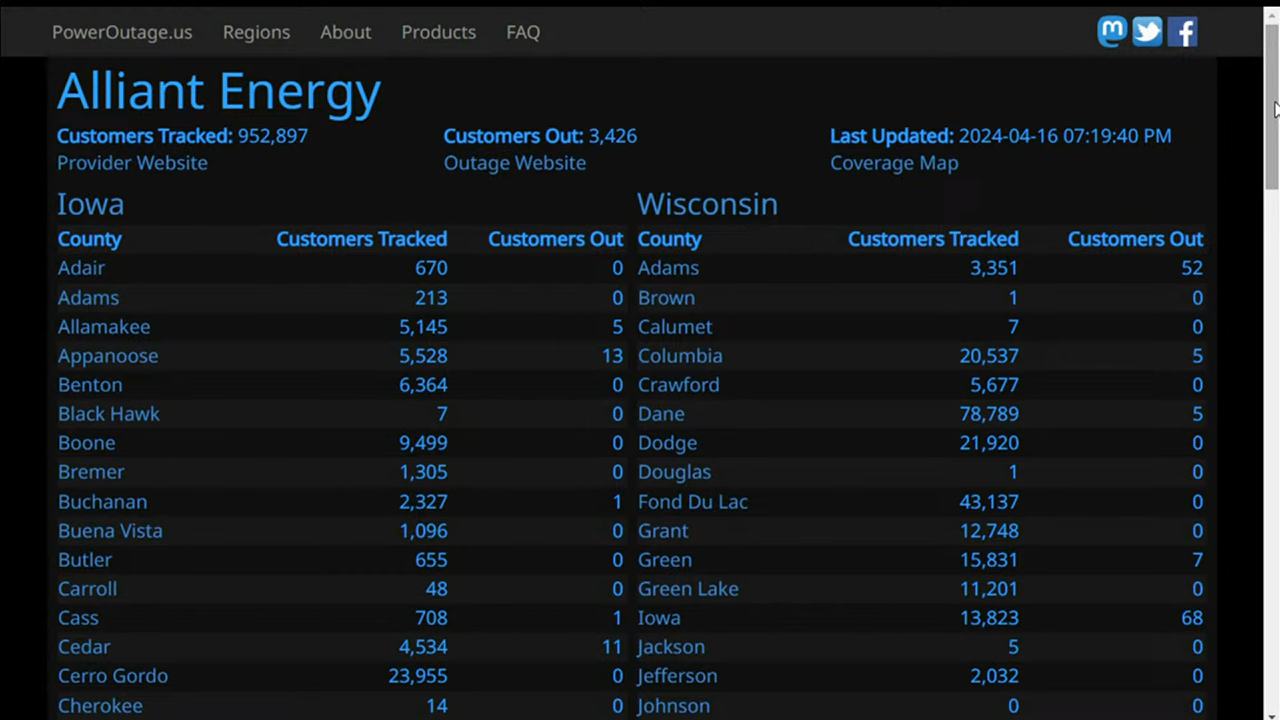 PowerOutage.us Regions About Products FAQ
Alliant Energy
Customers Tracked: 952,897 Customers Out: 3,426 Last Updated: 2024-04-16 07:19:40 PM
Provider Website Outage Website Coverage Map
Iowa Wisconsin
County Customers Tracked Customers Out County Customers Tracked Customers Out
Adair 670 0 Adams 3,351 52
Adams 213 0 Brown 1 0
Allamakee 5,145 5 Calumet 7 0
Appanoose 5,528 13 Columbia 20,537 5
Benton 6,364 0 Crawford 5,677 0
Black Hawk 7 0 Dane 78,789 5
Boone 9,499 0 Dodge 21,920 0
Bremer 1,305 0 Douglas 1 0
Buchanan 2,327 1 Fond Du Lac 43,137 0
Buena Vista 1,096 0 Grant 12,748 0
Butler 655 0 Green 15,831 7
Carroll 48 0 Green Lake 11,201 0
Cass 708 1 Iowa 13,823 68
Cedar 4,534 11 Jackson 5 0
Cerro Gordo 23,955 0 Jefferson 2,032 0
Cherokee 14 0 Johnson 0 0